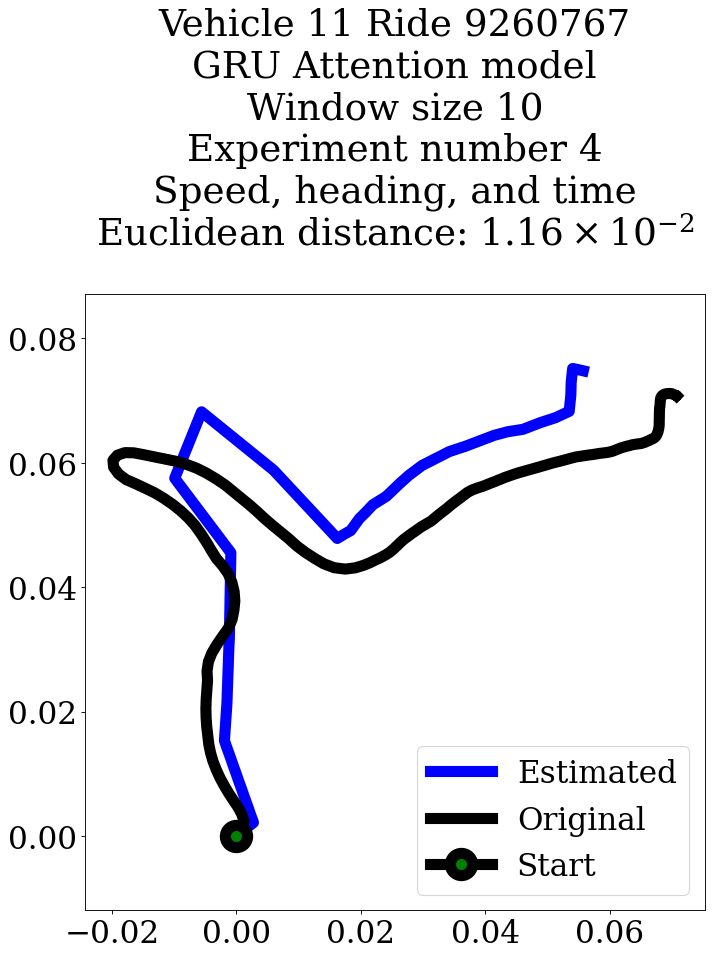 Vehicle 11 Ride 9260767
GRU Attention model
Window size 10
Experiment number 4
Speed, heading, and time
Euclidean distance: 1.16 × 10⁻²
0.08
0.06
0.04
0.02
0.00
Estimated
Original
Start
−0.02 0.00 0.02 0.04 0.06